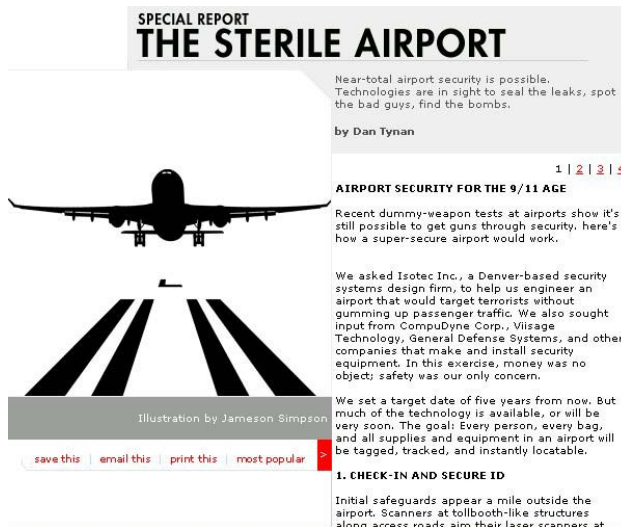 SPECIAL REPORT
THE STERILE AIRPORT
Near-total airport security is possible.
Technologies are in sight to seal the leaks, spot
the bad guys, find the bombs.
by Dan Tynan
1 | 2 | 3 | 4
AIRPORT SECURITY FOR THE 9/11 AGE
Recent dummy-weapon tests at airports show it's
still possible to get guns through security. here's
how a super-secure airport would work.
We asked Isotec Inc., a Denver-based security
systems design firm, to help us engineer an
airport that would target terrorists without
gumming up passenger traffic. We also sought
input from CompuDyne Corp., Viisage
Technology, General Defense Systems, and other
companies that make and install security
equipment. In this exercise, money was no
object; safety was our only concern.
We set a target date of five years from now. But
much of the technology is available, or will be
very soon. The goal: Every person, every bag,
and all supplies and equipment in an airport will
be tagged, tracked, and instantly locatable.
1. CHECK-IN AND SECURE ID
Initial safeguards appear a mile outside the
airport. Scanners at tollbooth-like structures
along access roads aim their laser scanners at
Illustration by Jameson Simpson
save this | email this | print this | most popular >